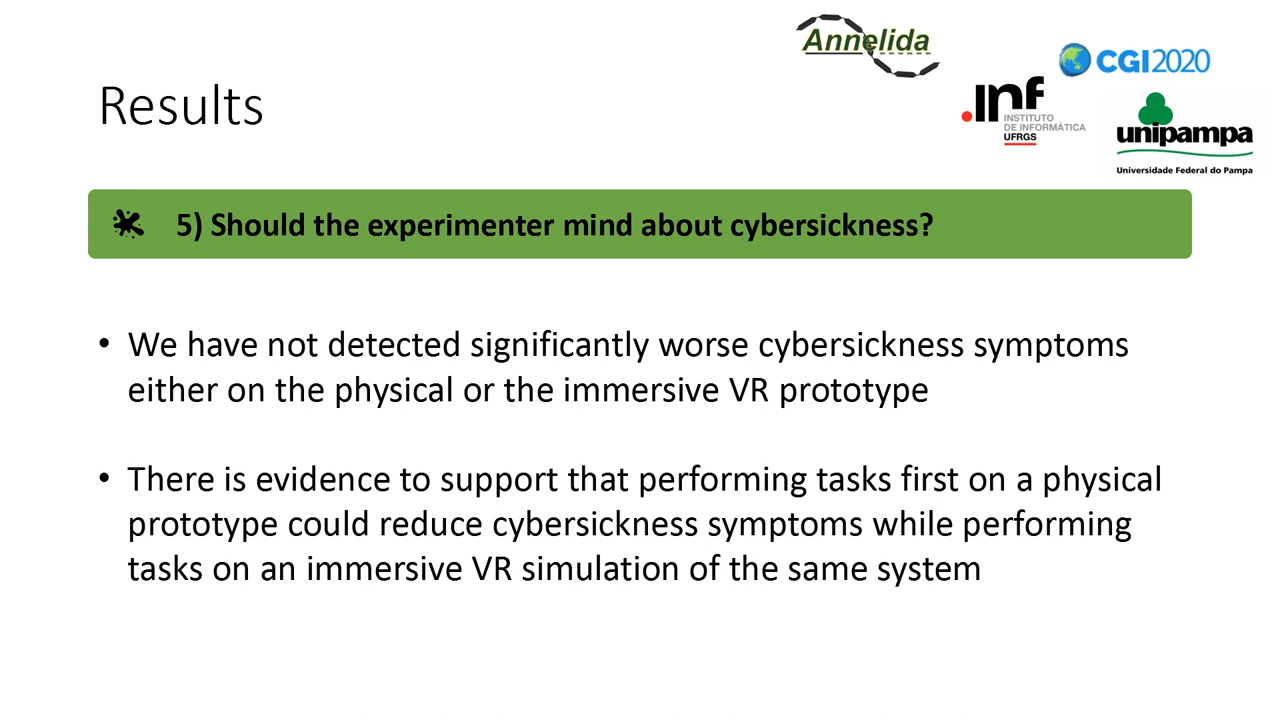 Annelida
CGI2020
Results
.inf
INSTITUTO
DE INFORMÁTICA
UFRGS
unipampa
Universidade Federal do Pampa
5) Should the experimenter mind about cybersickness?
• We have not detected significantly worse cybersickness symptoms
either on the physical or the immersive VR prototype
• There is evidence to support that performing tasks first on a physical
prototype could reduce cybersickness symptoms while performing
tasks on an immersive VR simulation of the same system